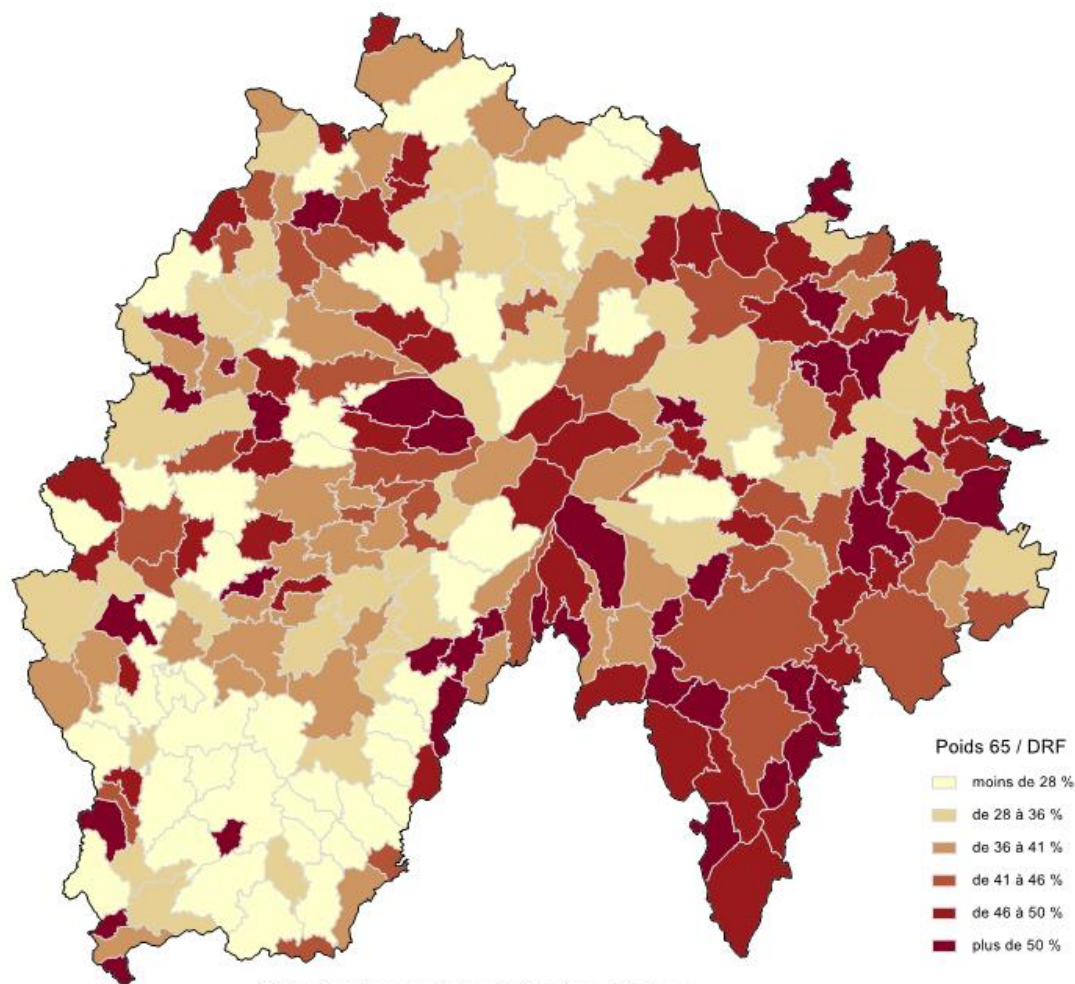 Poids 65 / DRF
moins de 28 %
de 28 à 36 %
de 36 à 41 %
de 41 à 46 %
de 46 à 50 %
plus de 50 %